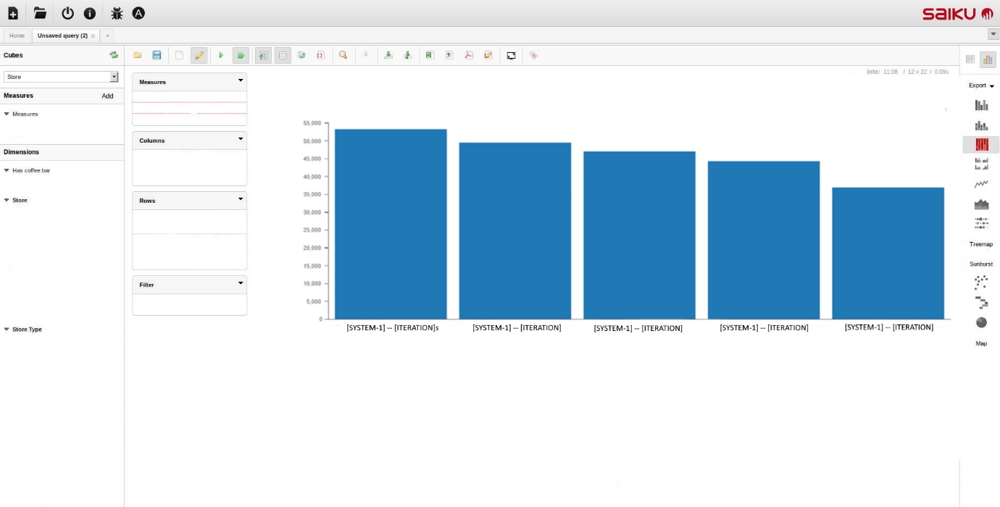 SAIKU
Home
Unsaved query (2)
+
Cubes
Store
Measures Add
Measures
Dimensions
Has coffee bar
Store
Store Type
Measures
Columns
Rows
Filter
Info: 11:08 / 12 x 22 / 0.09s
55,000
50,000
45,000
40,000
35,000
30,000
25,000
20,000
15,000
10,000
5,000
0
[SYSTEM-1] -- [ITERATION]s
[SYSTEM-1] -- [ITERATION]
[SYSTEM-1] -- [ITERATION]
[SYSTEM-1] -- [ITERATION]
[SYSTEM-1] -- [ITERATION]
Export
Treemap
Sunburst
Map